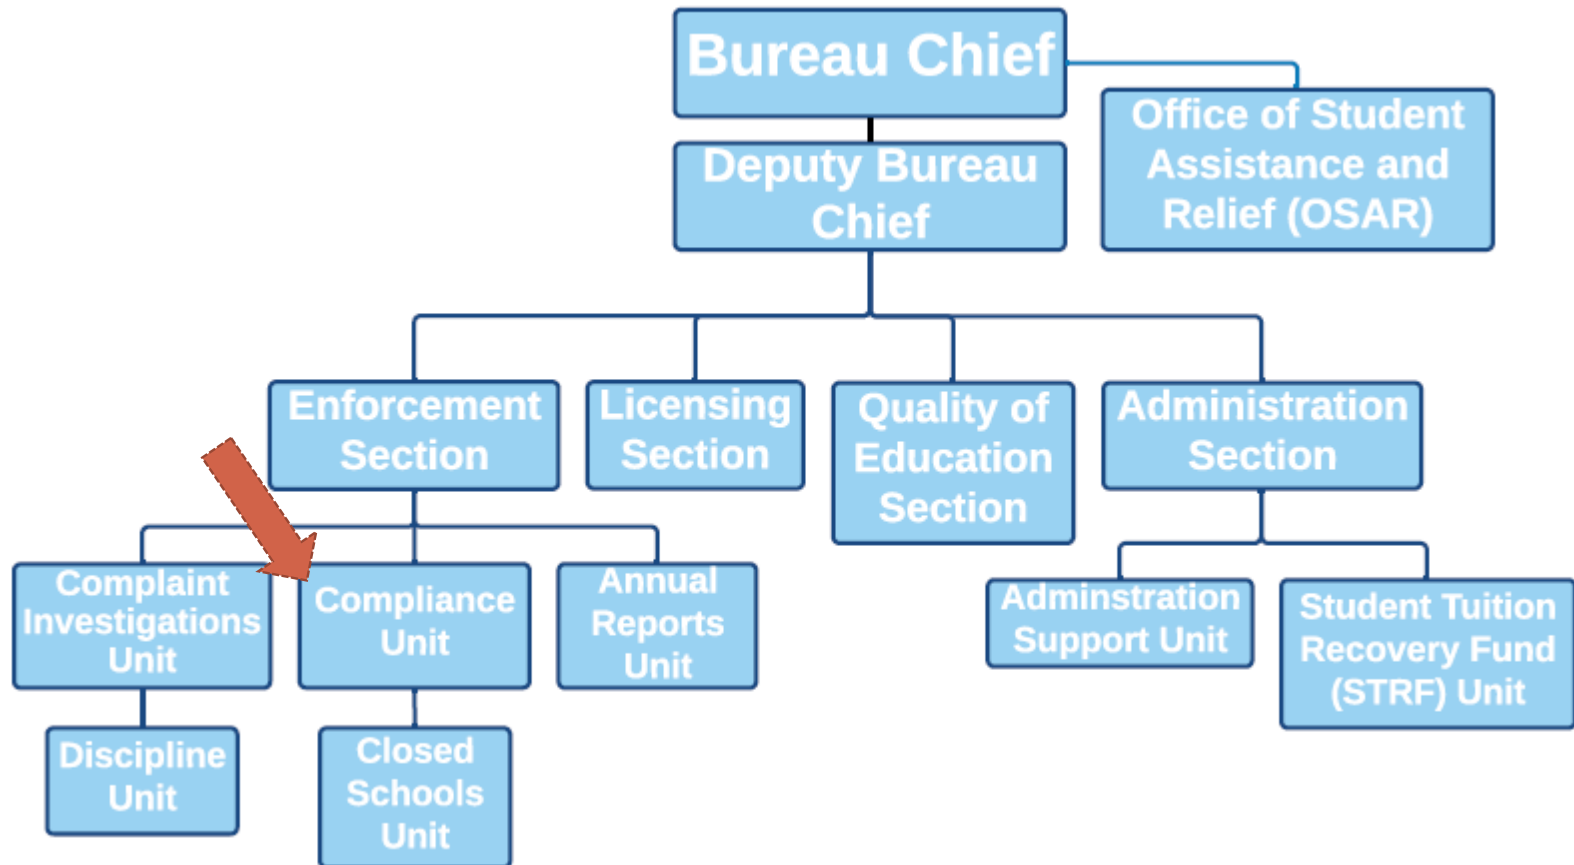 Bureau Chief
Office of Student
Assistance and
Relief (OSAR)
Deputy Bureau
Chief
Enforcement
Section
Licensing
Section
Quality of
Education
Section
Administration
Section
Complaint
Investigations
Unit
Compliance
Unit
Annual
Reports
Unit
Adminstration
Support Unit
Student Tuition
Recovery Fund
(STRF) Unit
Discipline
Unit
Closed
Schools
Unit